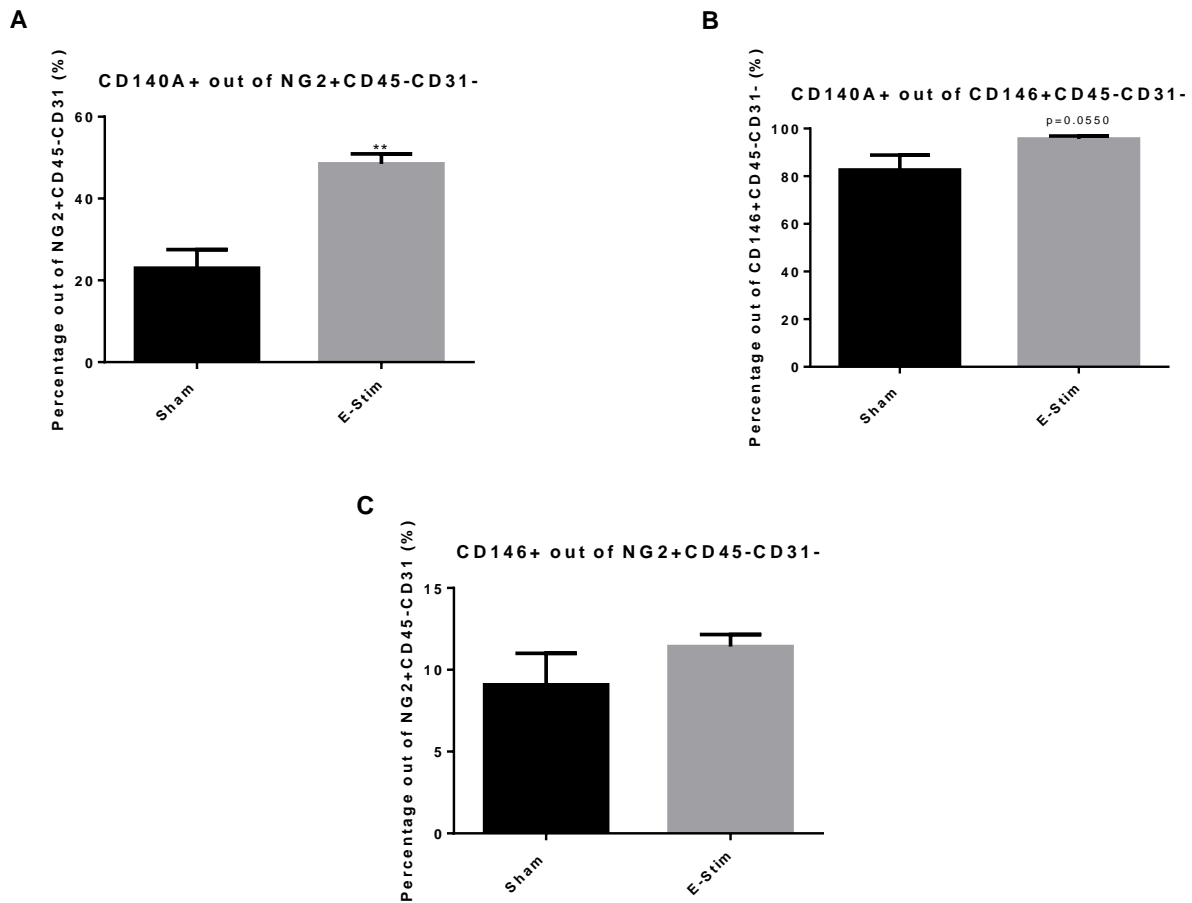 A
CD140A+ out of NG2+CD45-CD31-
Percentage out of NG2+CD45-CD31 (%)
60
40
20
0
Sham
E-Stim
B
CD140A+ out of CD146+CD45-CD31-
p=0.0550
Percentage out of CD146+CD45-CD31- (%)
100
80
60
40
20
0
Sham
E-Stim
**
C
CD146+ out of NG2+CD45-CD31-
Percentage out of NG2+CD45-CD31 (%)
15
10
5
0
Sham
E-Stim